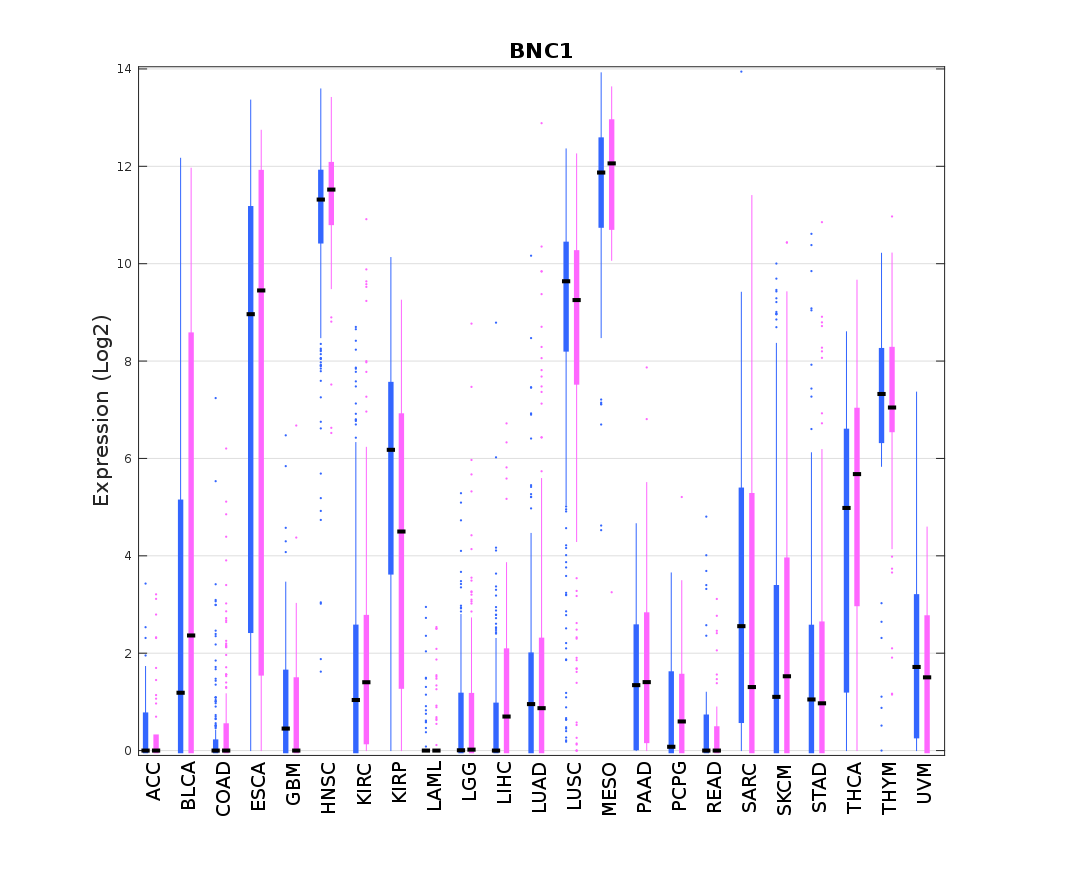 BNC1
14
12
10
8
6
4
2
0
Expression (Log2)
ACC
BLCA
COAD
ESCA
GBM
HNSC
KIRC
KIRP
LAML
LGG
LIHC
LUAD
LUSC
MESO
PAAD
PCPG
READ
SARC
SKCM
STAD
THCA
THYM
UVM